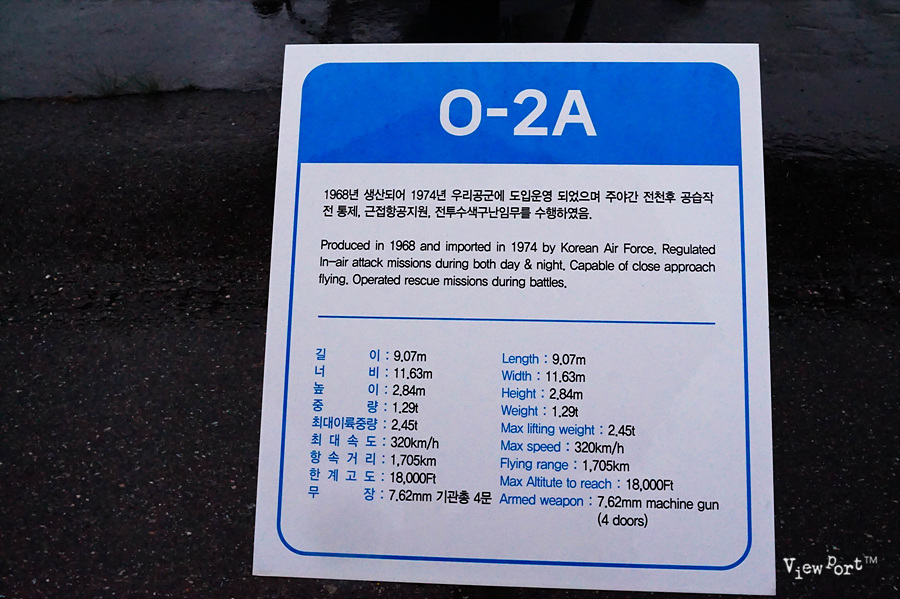 O-2A
1968년 생산되어 1974년 우리공군에 도입운영 되었으며 주야간 전천후 공습작
전 통제, 근접항공지원, 전투수색구난임무를 수행하였음.
Produced in 1968 and imported in 1974 by Korean Air Force. Regulated
In-air attack missions during both day & night. Capable of close approach
flying. Operated rescue missions during battles.
길 이 : 9.07m
너 비 : 11.63m
높 이 : 2.84m
중 량 : 1.29t
최대이륙중량 : 2.45t
최 대 속 도 : 320km/h
항 속 거 리 : 1,705km
한 계 고 도 : 18,000Ft
무 장 : 7.62mm 기관총 4문
Length : 9.07m
Width : 11.63m
Height : 2.84m
Weight : 1.29t
Max lifting weight : 2.45t
Max speed : 320km/h
Flying range : 1,705km
Max Altitute to reach : 18,000Ft
Armed weapon : 7.62mm machine gun
(4 doors)
ViewPort™